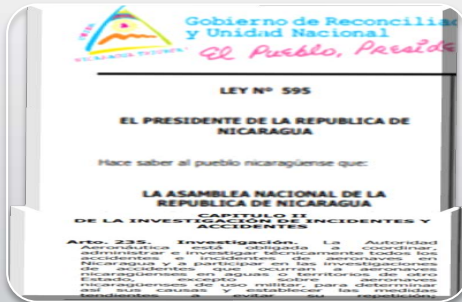 Gobierno de Reconcilia
y Unidad Nacional
El Pueblo, Preside
LEY Nº 595
EL PRESIDENTE DE LA REPUBLICA DE
NICARAGUA
Hace saber al pueblo nicaragüense que:
LA ASAMBLEA NACIONAL DE LA
REPUBLICA DE NICARAGUA
CAPITULO II
DE LA INVESTIGACIÓN DE INCIDENTES Y
ACCIDENTES
Arto. 235. Investigación. La Autoridad
Aeronáutica está obligada a coordinar,
administrar e investigar técnicamente todos los
accidentes e incidentes de aeronaves en
Nicaragua y participar en las investigaciones
de accidentes que ocurran a aeronaves
nicaragüenses en aguas o territorio de otro
Estado, excepto sobre aeronaves
nicaragüenses de uso militar, para determinar
así sus causas y establecer las medidas
tendientes a evitar su repetición,